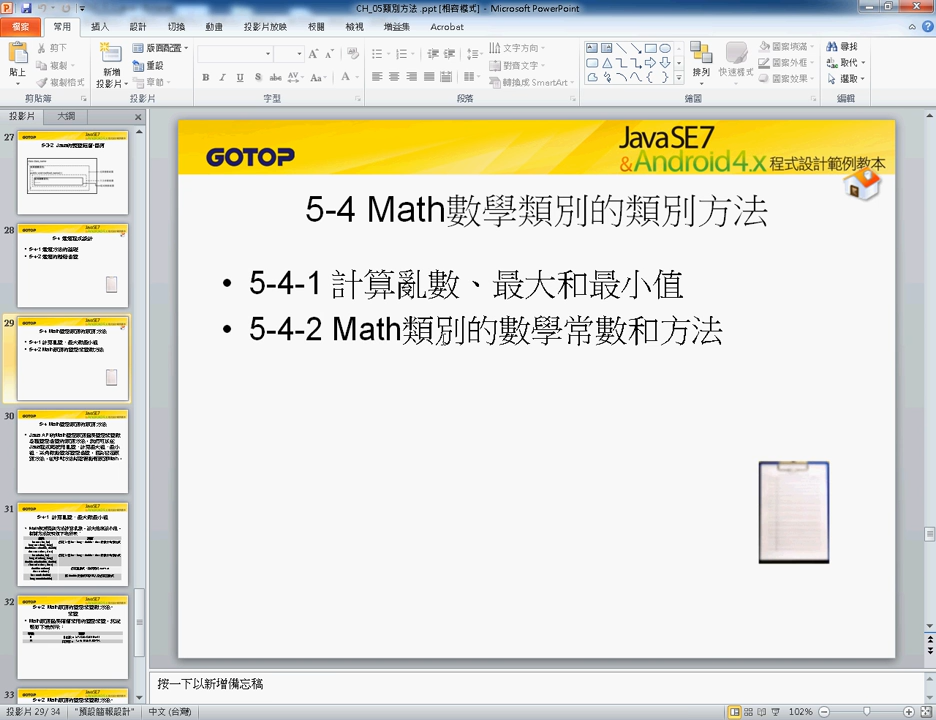 CH_05類別方法 .ppt [相容模式] - Microsoft PowerPoint
檔案 常用 插入 設計 切換 動畫 投影片放映 校閱 檢視 增益集 Acrobat
貼上 剪下 複製 複製格式 剪貼簿
新增投影片 版面配置 重設 章節 投影片
B I U S abc AV Aa A 字型
文字方向 對齊文字 轉換成 SmartArt 段落
排列 快速樣式 圖案填滿 圖案外框 圖案效果 繪圖
尋找 取代 選取 編輯
投影片 大綱
27
28
29
30
31
32
33
GOTOP
JavaSE7
&Android4.x 程式設計範例教本
5-4 Math數學類別的類別方法
• 5-4-1 計算亂數、最大和最小值
• 5-4-2 Math類別的數學常數和方法
按一下以新增備忘稿
投影片 29/34 "預設簡報設計" 中文 (台灣) 102%